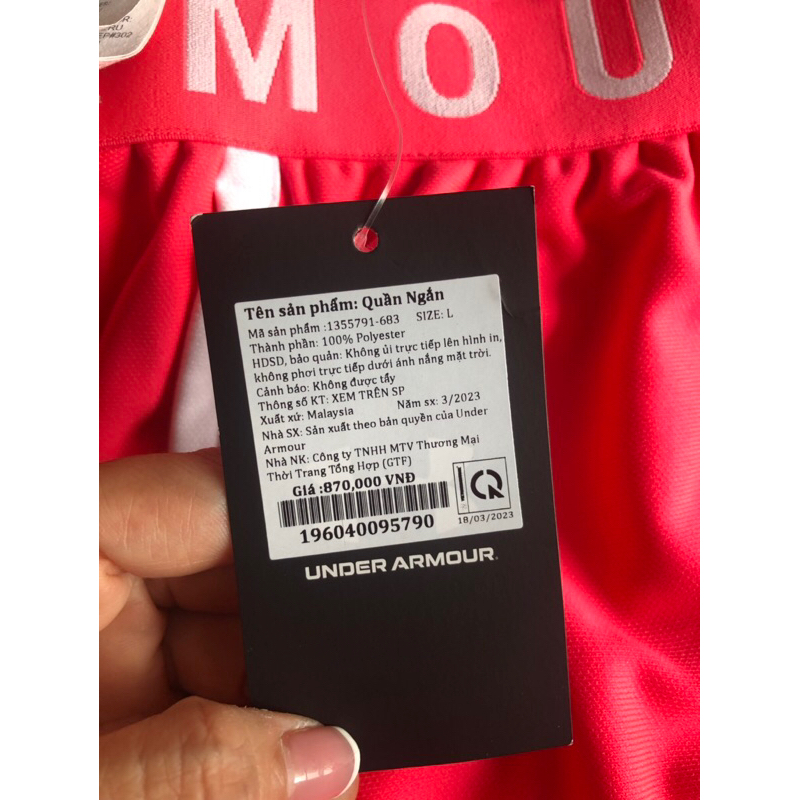 ERU
M o U
Tên sản phẩm: Quần Ngắn
Mã sản phẩm :1355791-683 SIZE: L
Thành phần: 100% Polyester
HDSD, bảo quản: Không ủi trực tiếp lên hình in,
không phơi trực tiếp dưới ánh nắng mặt trời.
Cảnh báo: Không được tẩy
Thông số KT: XEM TRÊN SP
Xuất xứ: Malaysia Năm sx: 3/2023
Nhà SX: Sản xuất theo bản quyền của Under
Armour
Nhà NK: Công ty TNHH MTV Thương Mại
Thời Trang Tổng Hợp (GTF)
Giá :870,000 VNĐ
196040095790
18/03/2023
UNDER ARMOUR